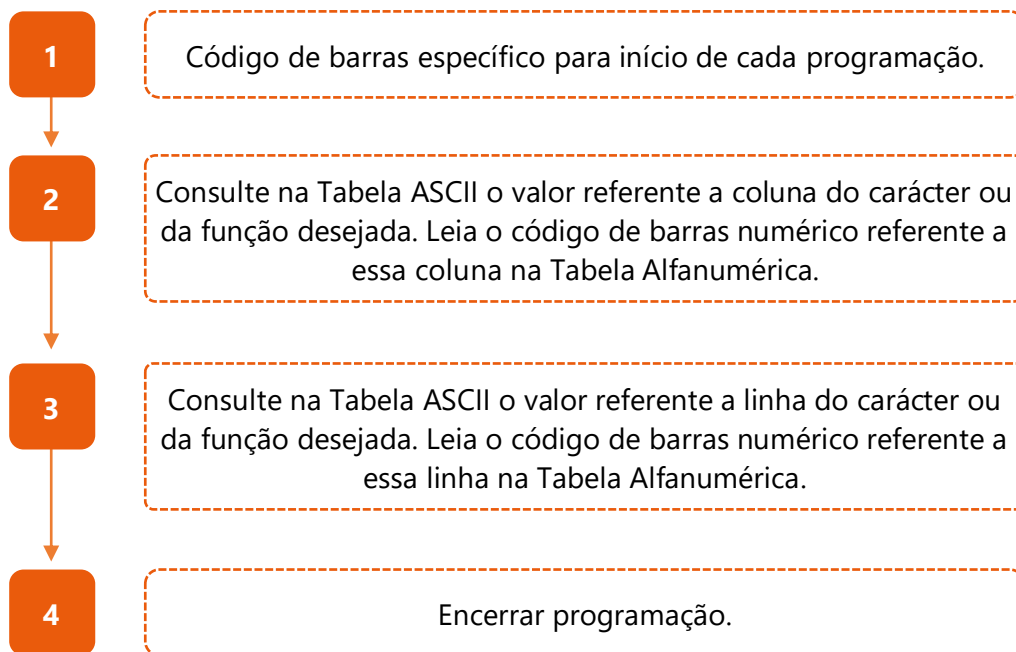 1
Código de barras específico para início de cada programação.
2
Consulte na Tabela ASCII o valor referente a coluna do carácter ou
da função desejada. Leia o código de barras numérico referente a
essa coluna na Tabela Alfanumérica.
3
Consulte na Tabela ASCII o valor referente a linha do carácter ou
da função desejada. Leia o código de barras numérico referente a
essa linha na Tabela Alfanumérica.
4
Encerrar programação.